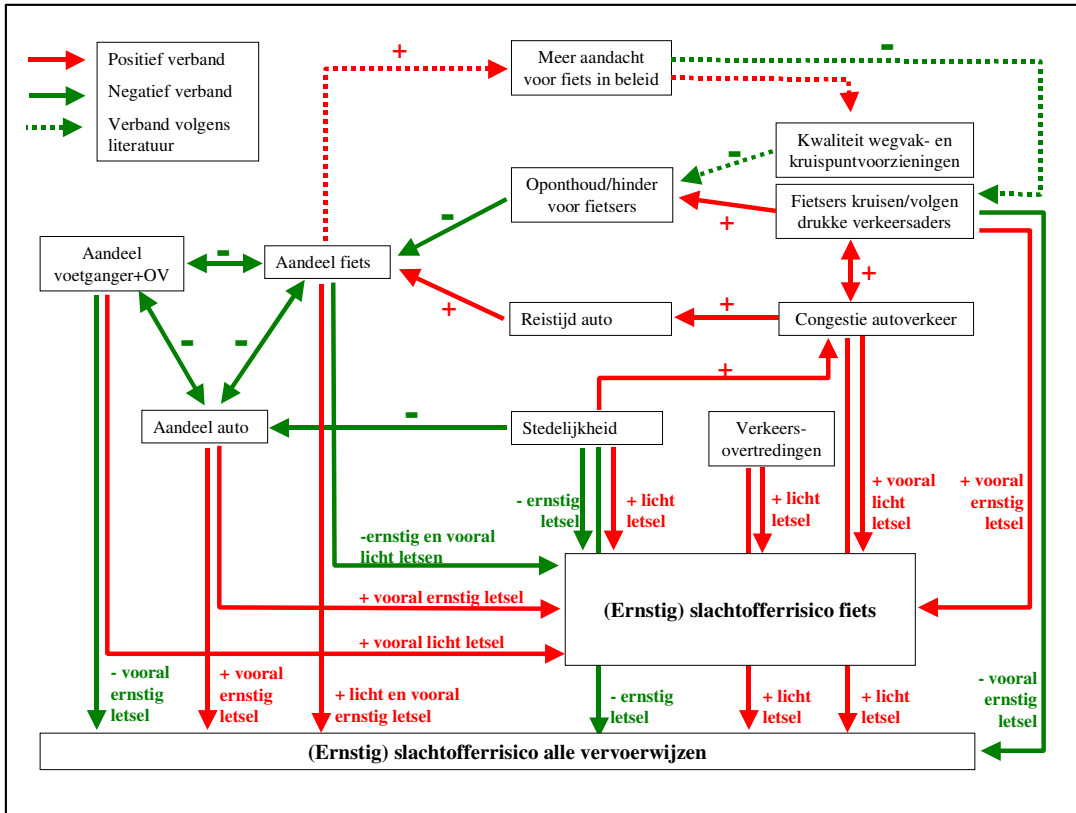 Positief verband
Negatief verband
Verband volgens
literatuur
+
Meer aandacht
voor fiets in beleid
-
Kwaliteit wegvak- en
kruispuntvoorzieningen
-
Oponthoud/hinder
voor fietsers
Fietsers kruisen/volgen
drukke verkeersaders
+
-
Aandeel
voetganger+OV
-
Aandeel fiets
+
+
Reistijd auto
+
Congestie autoverkeer
-
-
+
Aandeel auto
-
Stedelijkheid
Verkeers-
overtredingen
- ernstig
letsel
+ licht
letsel
+ licht
letsel
+ vooral
licht
letsel
+ vooral
ernstig
letsel
-ernstig en vooral
licht letsen
+ vooral ernstig letsel
(Ernstig) slachtofferrisico fiets
+ vooral licht letsel
- vooral
ernstig
letsel
+ vooral
ernstig
letsel
+ licht en vooral
ernstig letsel
- ernstig
letsel
+ licht
letsel
+ licht
letsel
- vooral
ernstig
letsel
(Ernstig) slachtofferrisico alle vervoerwijzen